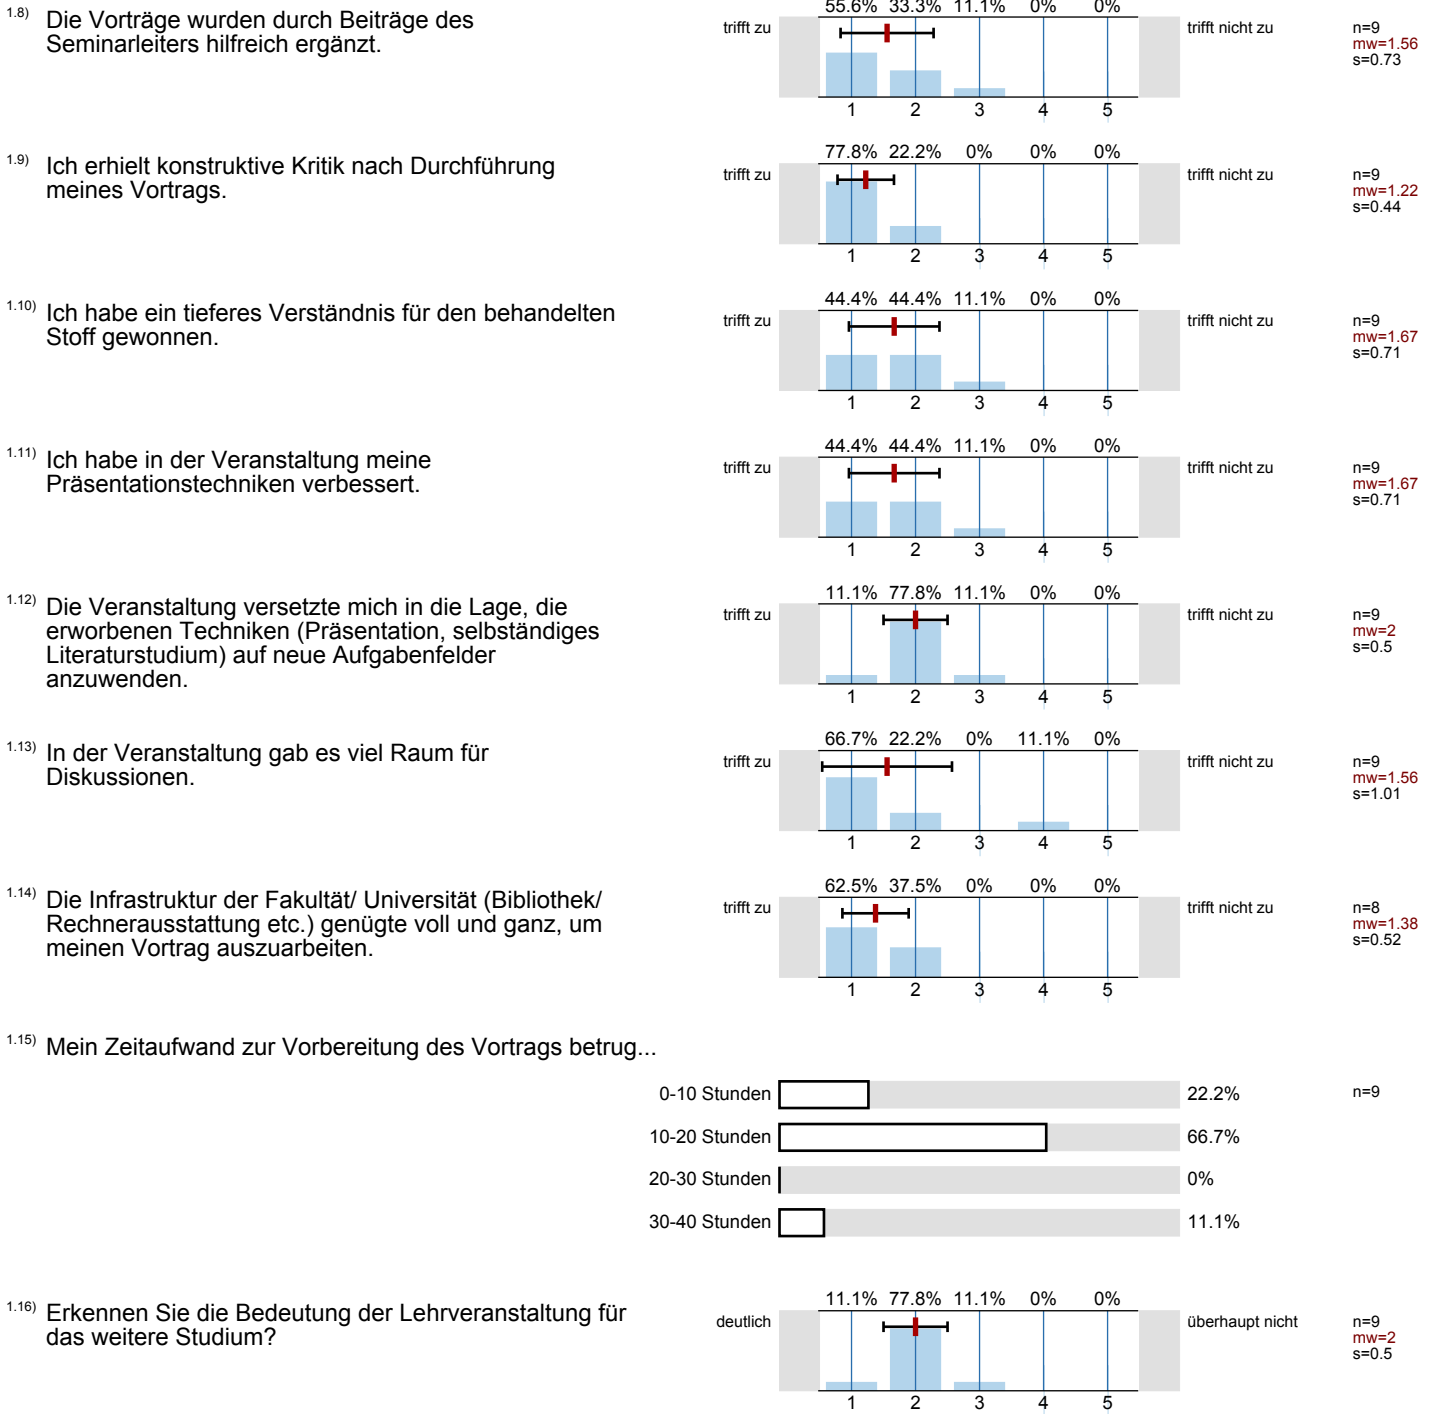 1.8) Die Vorträge wurden durch Beiträge des
Seminarleiters hilfreich ergänzt.
55.6% 33.3% 11.1% 0% 0%
trifft zu
trifft nicht zu
n=9
mw=1.56
s=0.73
1 2 3 4 5
1.9) Ich erhielt konstruktive Kritik nach Durchführung
meines Vortrags.
77.8% 22.2% 0% 0% 0%
trifft zu
trifft nicht zu
n=9
mw=1.22
s=0.44
1 2 3 4 5
1.10) Ich habe ein tieferes Verständnis für den behandelten
Stoff gewonnen.
44.4% 44.4% 11.1% 0% 0%
trifft zu
trifft nicht zu
n=9
mw=1.67
s=0.71
1 2 3 4 5
1.11) Ich habe in der Veranstaltung meine
Präsentationstechniken verbessert.
44.4% 44.4% 11.1% 0% 0%
trifft zu
trifft nicht zu
n=9
mw=1.67
s=0.71
1 2 3 4 5
1.12) Die Veranstaltung versetzte mich in die Lage, die
erworbenen Techniken (Präsentation, selbständiges
Literaturstudium) auf neue Aufgabenfelder
anzuwenden.
11.1% 77.8% 11.1% 0% 0%
trifft zu
trifft nicht zu
n=9
mw=2
s=0.5
1 2 3 4 5
1.13) In der Veranstaltung gab es viel Raum für
Diskussionen.
66.7% 22.2% 0% 11.1% 0%
trifft zu
trifft nicht zu
n=9
mw=1.56
s=1.01
1 2 3 4 5
1.14) Die Infrastruktur der Fakultät/ Universität (Bibliothek/
Rechnerausstattung etc.) genügte voll und ganz, um
meinen Vortrag auszuarbeiten.
62.5% 37.5% 0% 0% 0%
trifft zu
trifft nicht zu
n=8
mw=1.38
s=0.52
1 2 3 4 5
1.15) Mein Zeitaufwand zur Vorbereitung des Vortrags betrug...
0-10 Stunden 22.2% n=9
10-20 Stunden 66.7%
20-30 Stunden 0%
30-40 Stunden 11.1%
1.16) Erkennen Sie die Bedeutung der Lehrveranstaltung für
das weitere Studium?
11.1% 77.8% 11.1% 0% 0%
deutlich
überhaupt nicht
n=9
mw=2
s=0.5
1 2 3 4 5